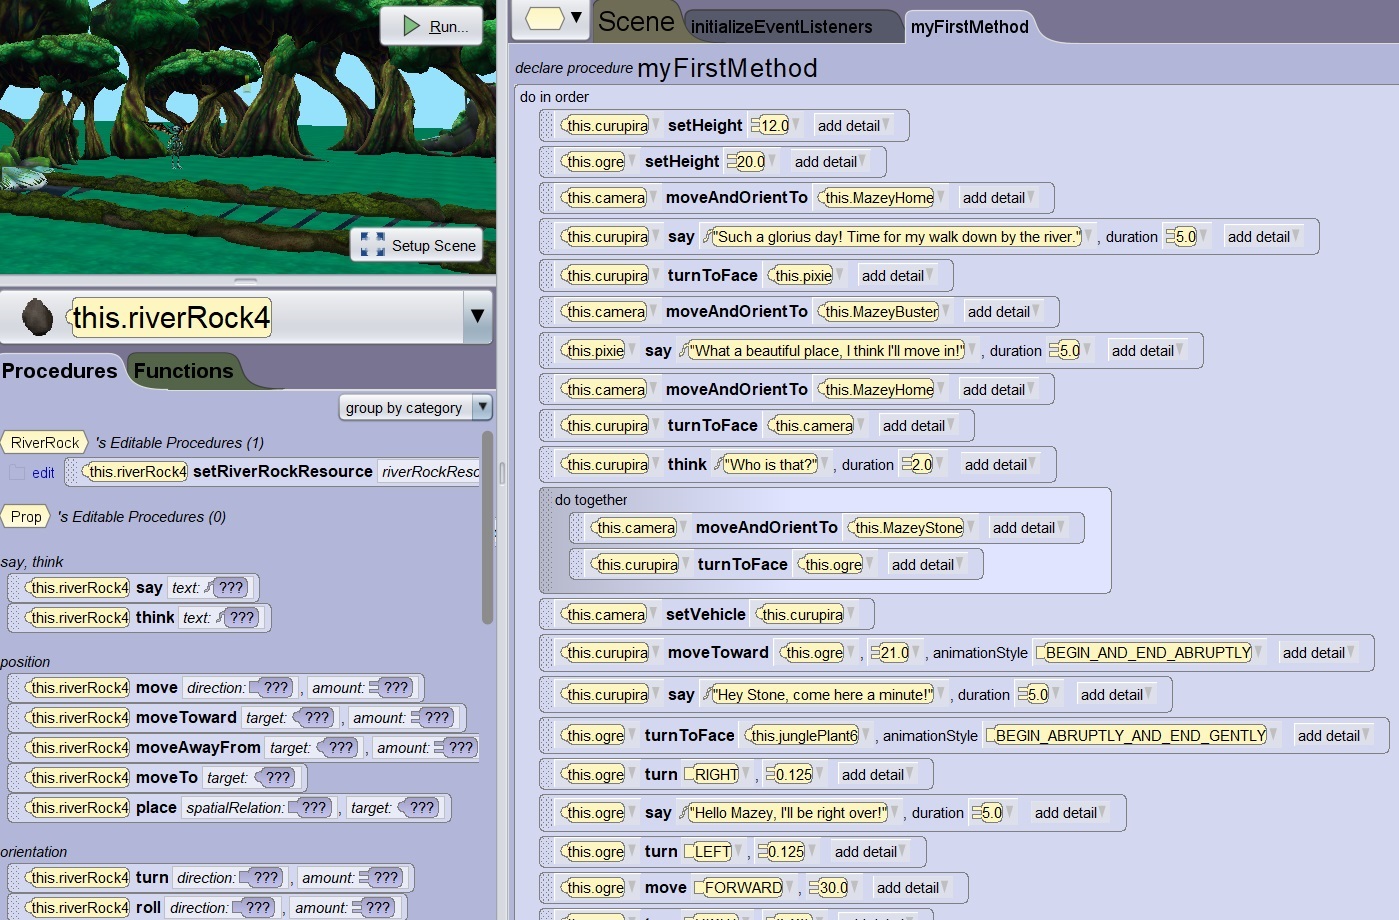 Run...
Setup Scene
this.riverRock4
Procedures Functions
group by category
RiverRock 's Editable Procedures (1)
edit this.riverRock4 setRiverRockResource riverRockReso
Prop 's Editable Procedures (0)
say, think
this.riverRock4 say text: ???
this.riverRock4 think text: ???
position
this.riverRock4 move direction: ??? , amount: ???
this.riverRock4 moveToward target: ??? , amount: ???
this.riverRock4 moveAwayFrom target: ??? , amount: ???
this.riverRock4 moveTo target: ???
this.riverRock4 place spatialRelation: ??? , target: ???
orientation
this.riverRock4 turn direction: ??? , amount: ???
this.riverRock4 roll direction: ??? , amount: ???
Scene initializeEventListeners myFirstMethod
declare procedure myFirstMethod
do in order
this.curupira setHeight 12.0 add detail
this.ogre setHeight 20.0 add detail
this.camera moveAndOrientTo this.MazeyHome add detail
this.curupira say "Such a glorius day! Time for my walk down by the river." , duration 5.0 add detail
this.curupira turnToFace this.pixie add detail
this.camera moveAndOrientTo this.MazeyBuster add detail
this.pixie say "What a beautiful place, I think I'll move in!" , duration 5.0 add detail
this.camera moveAndOrientTo this.MazeyHome add detail
this.curupira turnToFace this.camera add detail
this.curupira think "Who is that?" , duration 2.0 add detail
do together
this.camera moveAndOrientTo this.MazeyStone add detail
this.curupira turnToFace this.ogre add detail
this.camera setVehicle this.curupira
this.curupira moveToward this.ogre , 21.0 , animationStyle BEGIN_AND_END_ABRUPTLY add detail
this.curupira say "Hey Stone, come here a minute!" , duration 5.0 add detail
this.ogre turnToFace this.junglePlant6 , animationStyle BEGIN_ABRUPTLY_AND_END_GENTLY add detail
this.ogre turn RIGHT , 0.125 add detail
this.ogre say "Hello Mazey, I'll be right over!" , duration 5.0 add detail
this.ogre turn LEFT , 0.125 add detail
this.ogre move FORWARD , 30.0 add detail